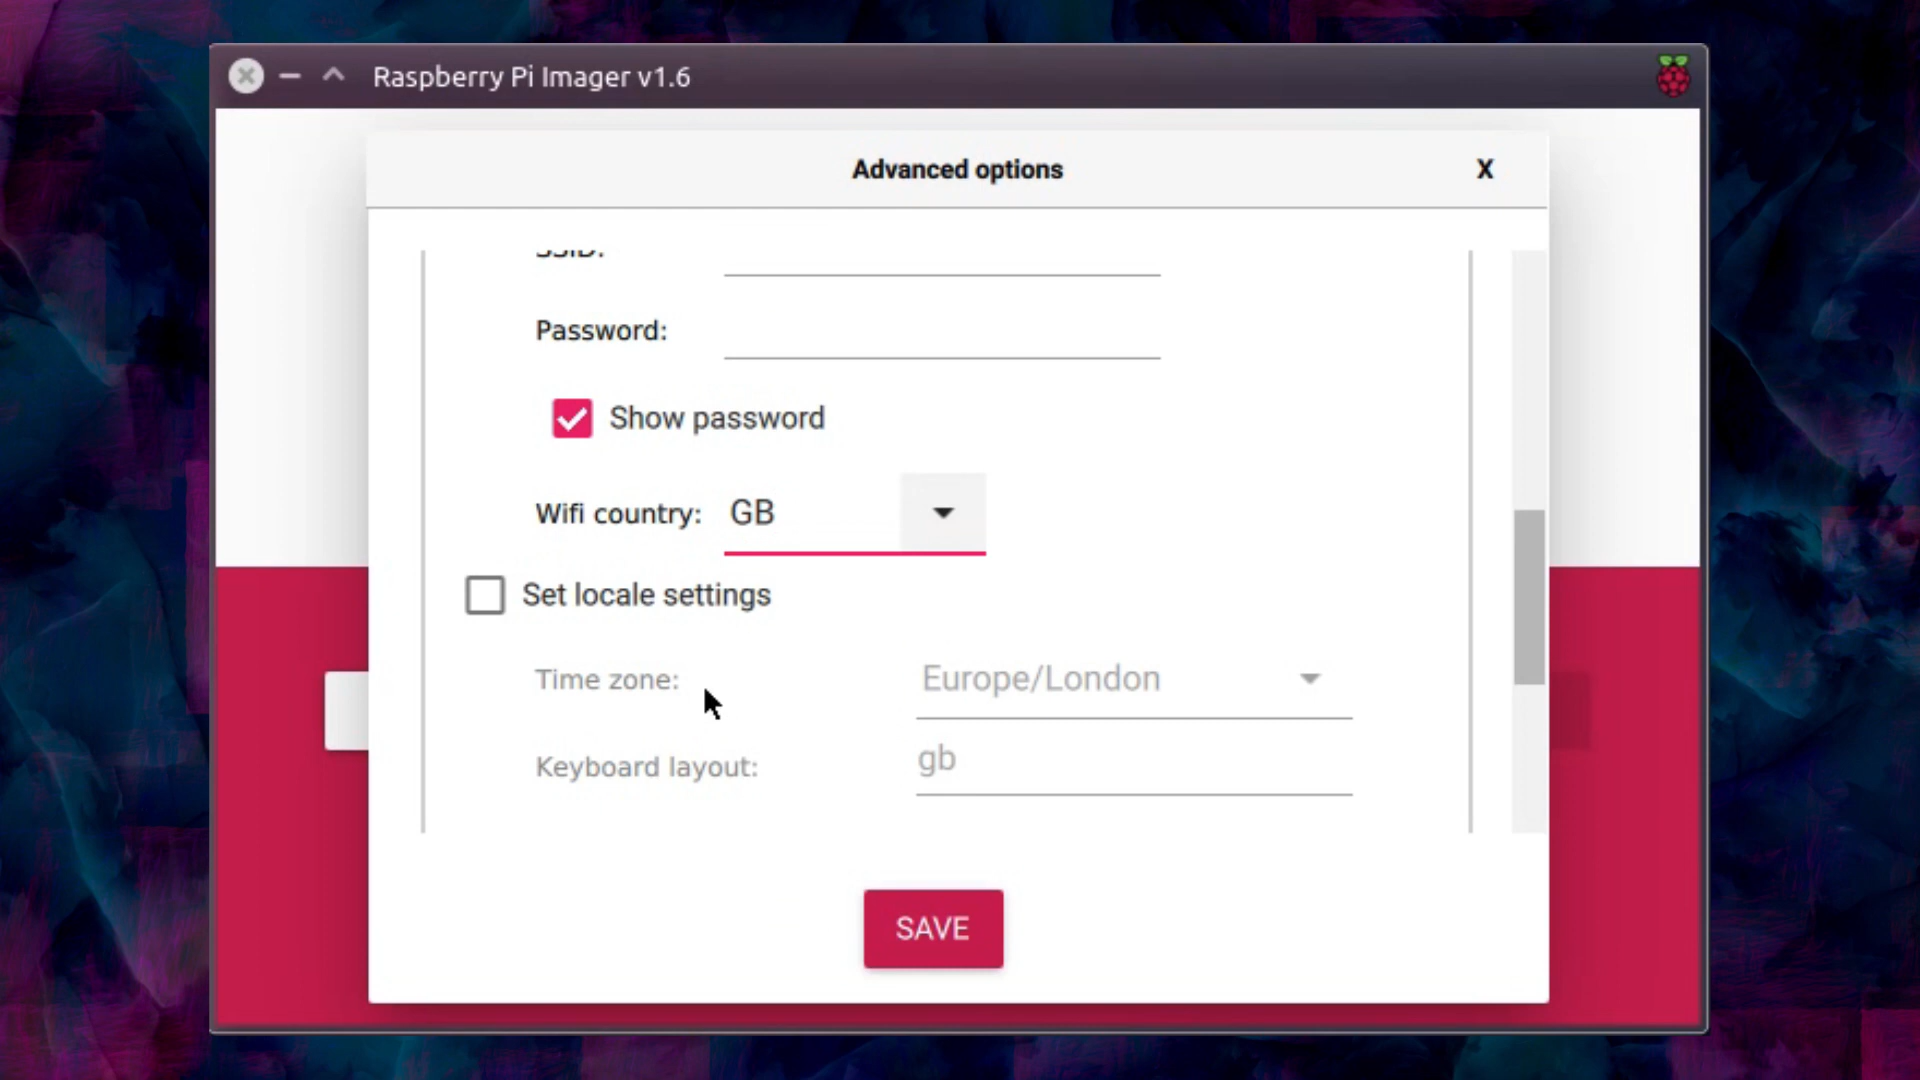 Raspberry Pi Imager v1.6
Advanced options X
SSID:
Password:
Show password
Wifi country: GB
Set locale settings
Time zone: Europe/London
Keyboard layout: gb
SAVE